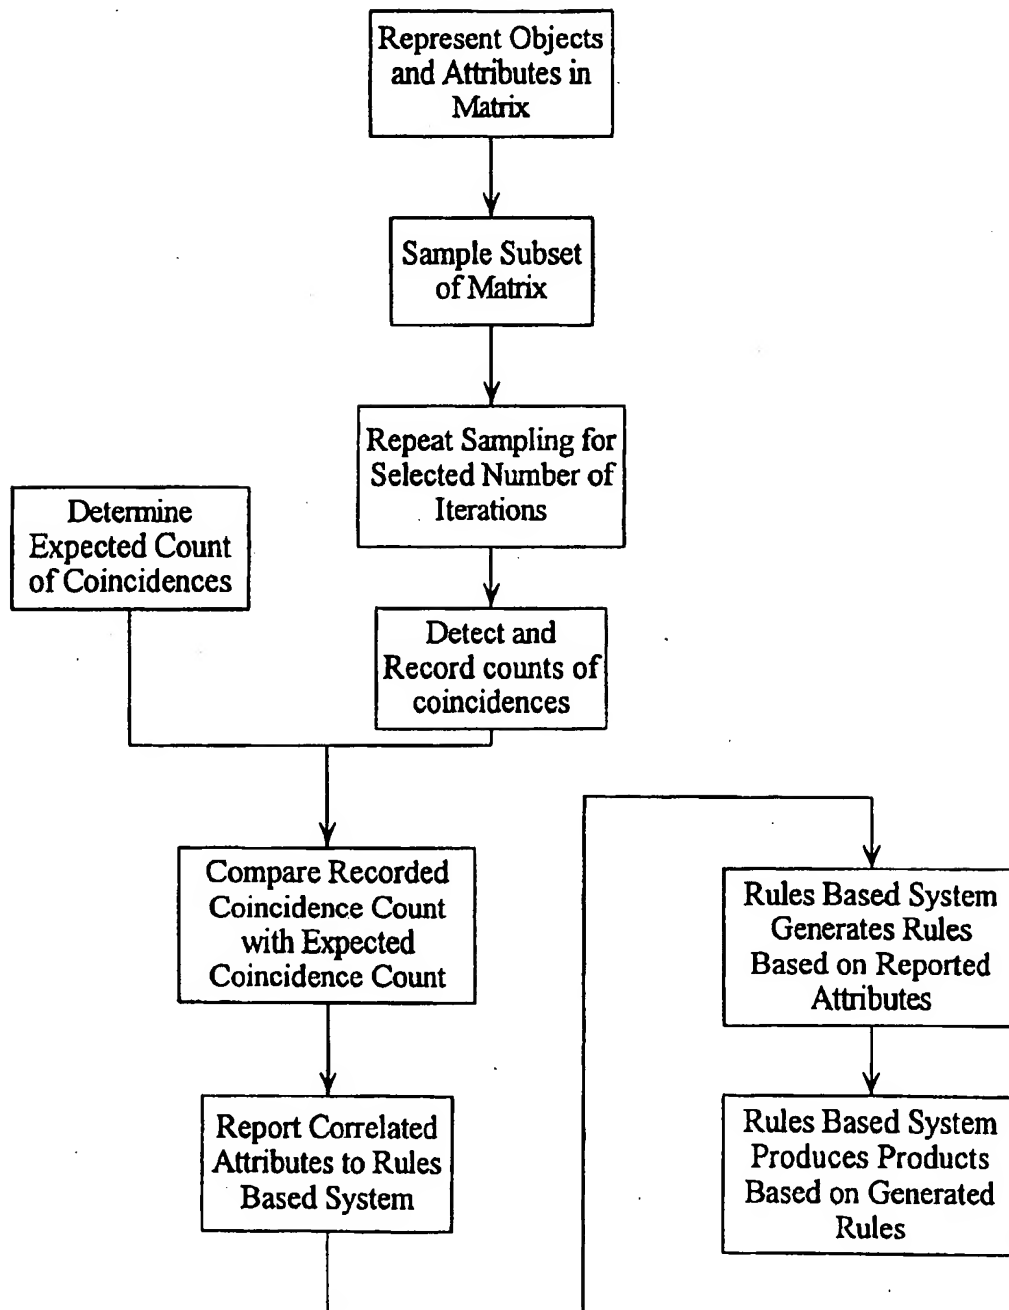 Represent Objects
and Attributes in
Matrix
Sample Subset
of Matrix
Repeat Sampling for
Selected Number of
Iterations
Determine
Expected Count
of Coincidences
Detect and
Record counts of
coincidences
Compare Recorded
Coincidence Count
with Expected
Coincidence Count
Report Correlated
Attributes to Rules
Based System
Rules Based System
Generates Rules
Based on Reported
Attributes
Rules Based System
Produces Products
Based on Generated
Rules